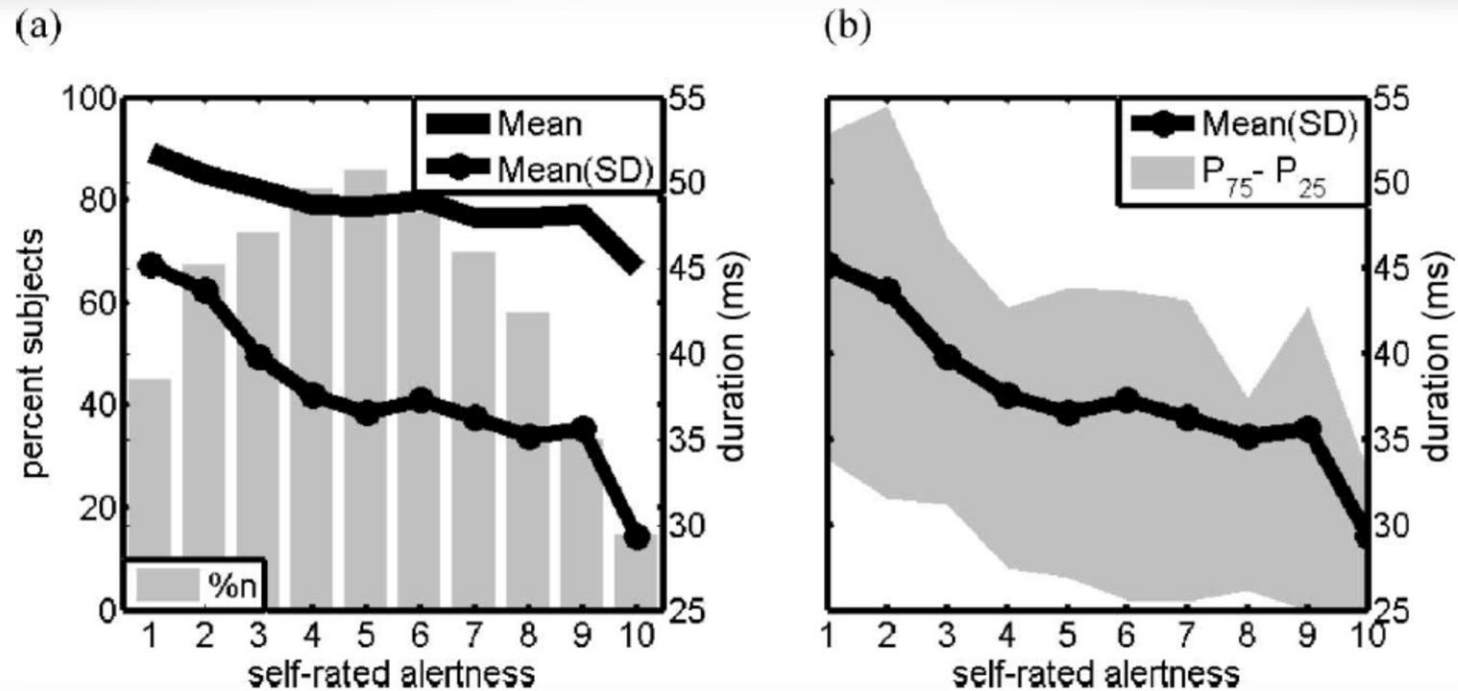 (a)
(b)
100
80
60
40
20
0
percent subjects
Mean
Mean(SD)
%n
55
50
45
40
35
30
25
duration (ms)
1 2 3 4 5 6 7 8 9 10
self-rated alertness
Mean(SD)
P75- P25
55
50
45
40
35
30
25
duration (ms)
1 2 3 4 5 6 7 8 9 10
self-rated alertness